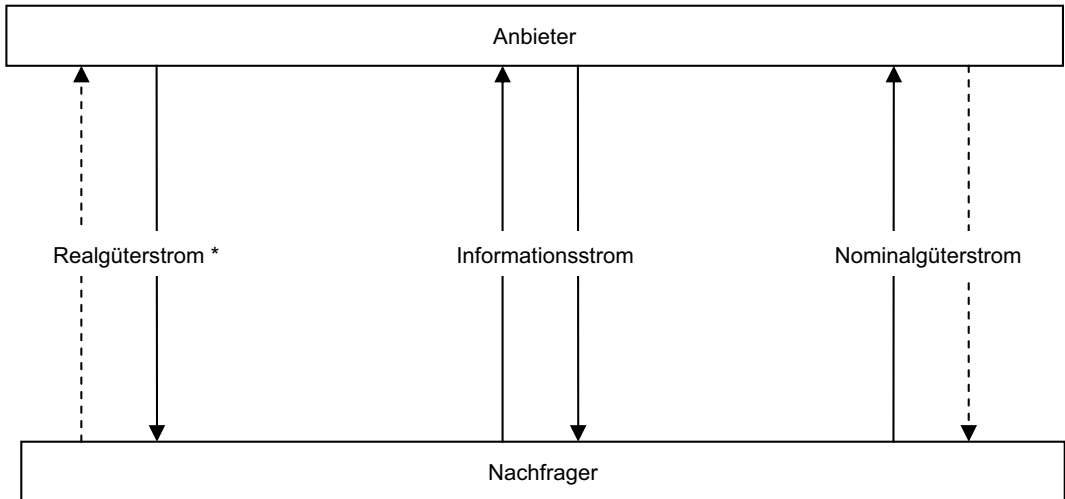 Anbieter
Realgüterstrom *
Informationsstrom
Nominalgüterstrom
Nachfrager